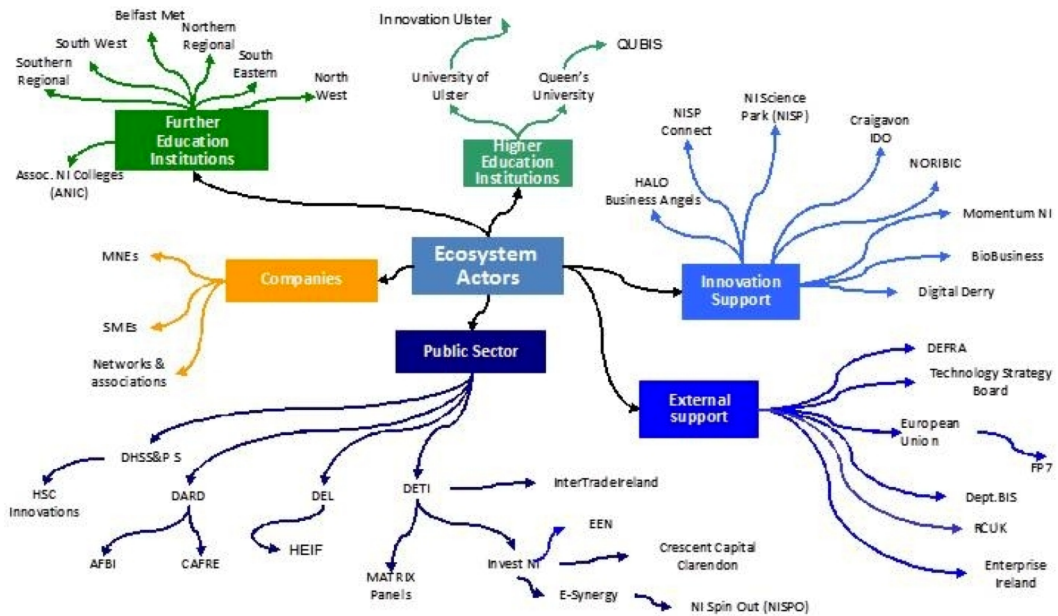 Belfast Met
Innovation Ulster
South West
Northern
Regional
QUBIS
Southern
Regional
South
Eastern
North
West
University of
Ulster
Queen's
University
NISP
Connect
NI Science
Park (NISP)
Craigavon
IDO
NORIBIC
Further
Education
Institutions
Higher
Education
Institutions
Assoc. NI Colleges
(ANIC)
HALO
Business Angels
Momentum NI
MNEs
Companies
Ecosystem
Actors
Innovation
Support
BioBusiness
Digital Derry
SMEs
Networks &
associations
Public Sector
External
support
DEFRA
Technology Strategy
Board
European
Union
FP7
DHSS&P S
HSC
Innovations
DARD
DEL
DETI
InterTradeIreland
Dept.BIS
RCUK
Enterprise
Ireland
AFBI
CAFRE
HEIF
MATRIX
Panels
Invest NI
EEN
Crescent Capital
Clarendon
E-Synergy
NI Spin Out (NISPO)